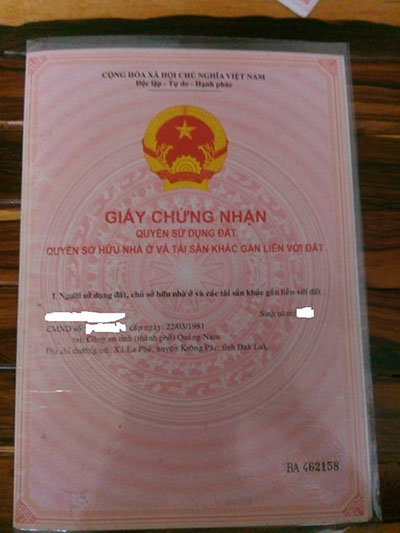 CỘNG HÒA XÃ HỘI CHỦ NGHĨA VIỆT NAM
Độc lập - Tự do - Hạnh phúc
GIẤY CHỨNG NHẬN
QUYỀN SỬ DỤNG ĐẤT
QUYỀN SỞ HỮU NHÀ Ở VÀ TÀI SẢN KHÁC GẮN LIỀN VỚI ĐẤT
I. Người sử dụng đất, chủ sở hữu nhà ở và các tài sản khác gắn liền với đất
Sinh năm:
CMND số: cấp ngày: 22/03/1981
Công an tỉnh (thành phố) Quảng Nam
Địa chỉ thường trú: Xã Ea Phê, huyện Krông Pắc, tỉnh Đak Lak
BA 462158